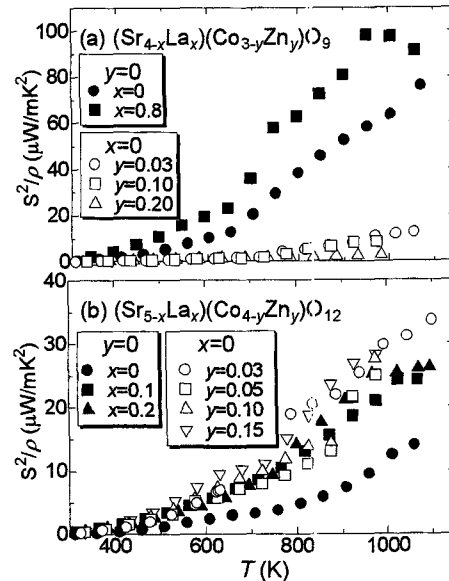 (a) (Sr4-xLax)(Co3-yZny)O9
y=0
● x=0
■ x=0.8
x=0
○ y=0.03
□ y=0.10
△ y=0.20
S²/ρ (μW/mK²)
100
80
60
40
20
0
40
(b) (Sr5-xLax)(Co4-yZny)O12
y=0
● x=0
■ x=0.1
▲ x=0.2
x=0
○ y=0.03
□ y=0.05
△ y=0.10
▽ y=0.15
S²/ρ (μW/mK²)
30
20
10
0
400 600 800 1000
T (K)